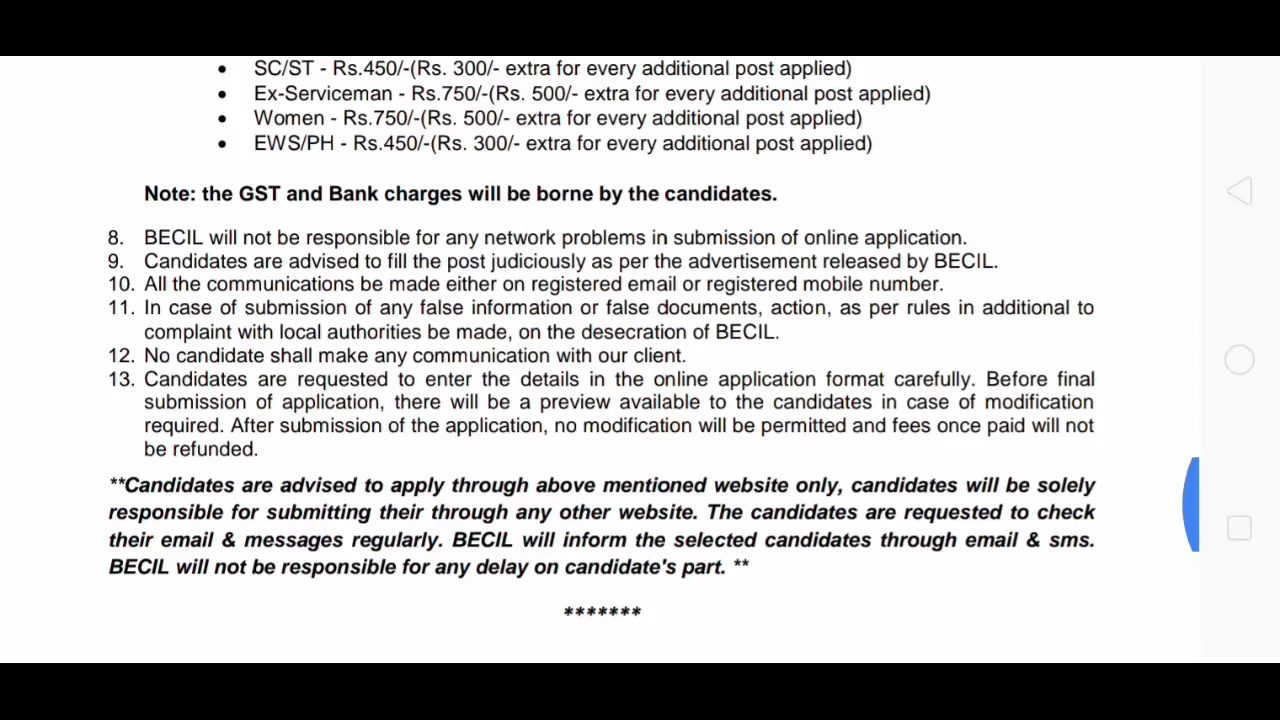 • SC/ST - Rs.450/-(Rs. 300/- extra for every additional post applied)
• Ex-Serviceman - Rs.750/-(Rs. 500/- extra for every additional post applied)
• Women - Rs.750/-(Rs. 500/- extra for every additional post applied)
• EWS/PH - Rs.450/-(Rs. 300/- extra for every additional post applied)
Note: the GST and Bank charges will be borne by the candidates.
8. BECIL will not be responsible for any network problems in submission of online application.
9. Candidates are advised to fill the post judiciously as per the advertisement released by BECIL.
10. All the communications be made either on registered email or registered mobile number.
11. In case of submission of any false information or false documents, action, as per rules in additional to
complaint with local authorities be made, on the desecration of BECIL.
12. No candidate shall make any communication with our client.
13. Candidates are requested to enter the details in the online application format carefully. Before final
submission of application, there will be a preview available to the candidates in case of modification
required. After submission of the application, no modification will be permitted and fees once paid will not
be refunded.
**Candidates are advised to apply through above mentioned website only, candidates will be solely
responsible for submitting their through any other website. The candidates are requested to check
their email & messages regularly. BECIL will inform the selected candidates through email & sms.
BECIL will not be responsible for any delay on candidate's part. **
*******